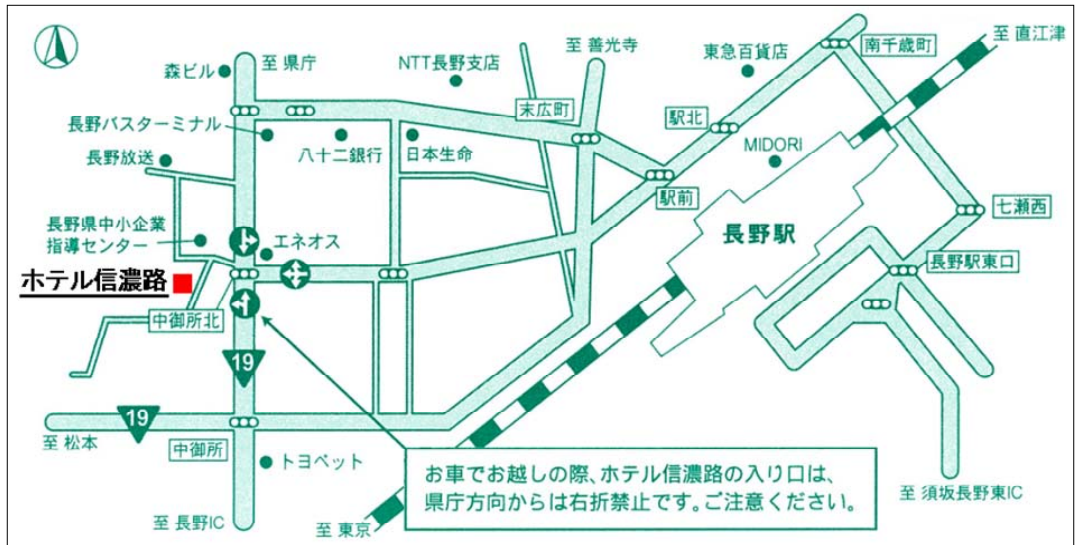 至 直江津
南千歳町
至 善光寺
東急百貨店
至 県庁
NTT長野支店
森ビル
末広町
駅北
長野バスターミナル
八十二銀行
日本生命
MIDORI
長野放送
駅前
七瀬西
長野県中小企業
指導センター
エネオス
長野駅
長野駅東口
ホテル信濃路
中御所北
19
19
至 松本
中御所
トヨペット
お車でお越しの際、ホテル信濃路の入り口は、
県庁方向からは右折禁止です。ご注意ください。
至 須坂長野東IC
至 長野IC
至 東京